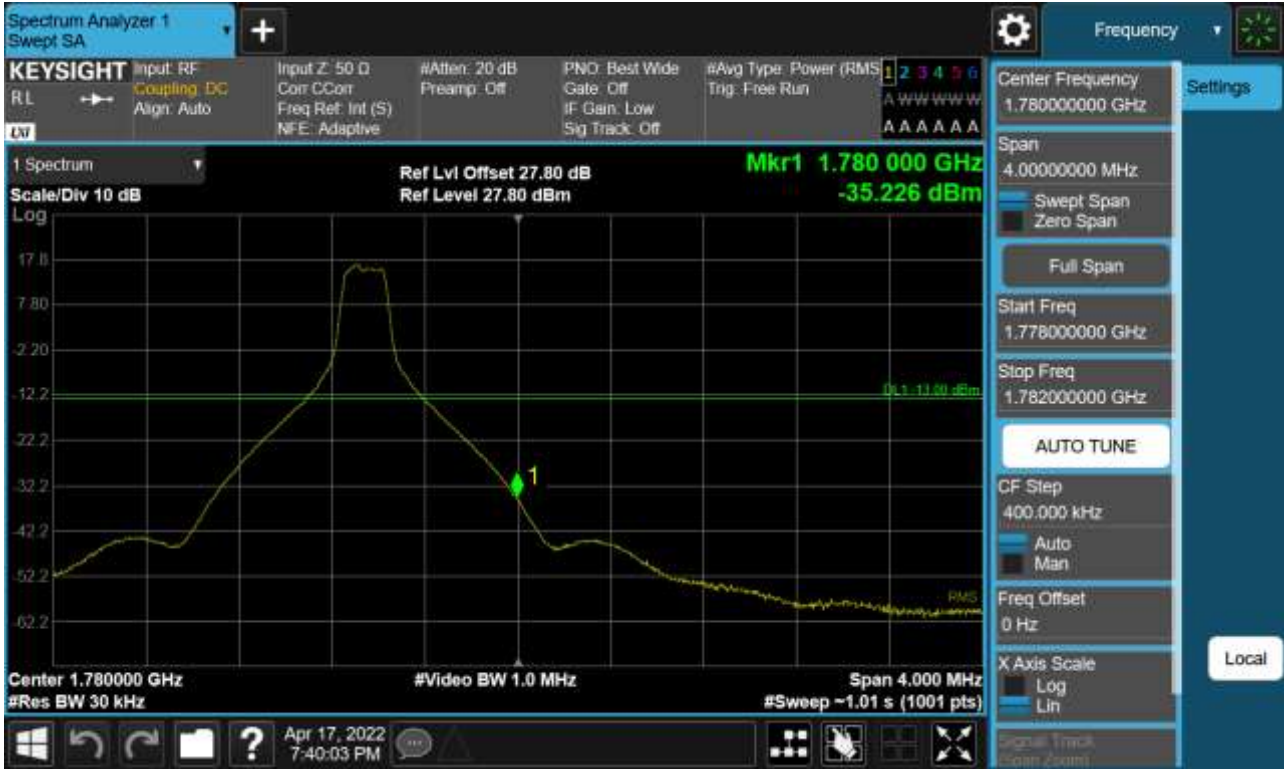 Spectrum Analyzer 1
Swept SA
Frequency
KEYSIGHT
RL
LXI
Input: RF
Coupling: DC
Align: Auto
Input Z: 50 Ω
Corr CCorr
Freq Ref: Int (S)
NFE: Adaptive
#Atten: 20 dB
Preamp: Off
PNO: Best Wide
Gate: Off
IF Gain: Low
Sig Track: Off
#Avg Type: Power (RMS
Trig: Free Run
1 2 3 4 5 6
A W W W W W
A A A A A A
1 Spectrum
Scale/Div 10 dB
Log
Ref Lvl Offset 27.80 dB
Ref Level 27.80 dBm
Mkr1 1.780 000 GHz
-35.226 dBm
17.8
7.80
-2.20
-12.2
-22.2
-32.2
-42.2
-52.2
-62.2
DL1 -13.00 dBm
1
RMS
Center 1.780000 GHz
#Video BW 1.0 MHz
Span 4.000 MHz
#Res BW 30 kHz
#Sweep ~1.01 s (1001 pts)
Center Frequency
1.780000000 GHz
Settings
Span
4.00000000 MHz
Swept Span
Zero Span
Full Span
Start Freq
1.778000000 GHz
Stop Freq
1.782000000 GHz
AUTO TUNE
CF Step
400.000 kHz
Auto
Man
Freq Offset
0 Hz
X Axis Scale
Log
Lin
Local
Signal Track
(Span Zoom)
?
Apr 17, 2022
7:40:03 PM